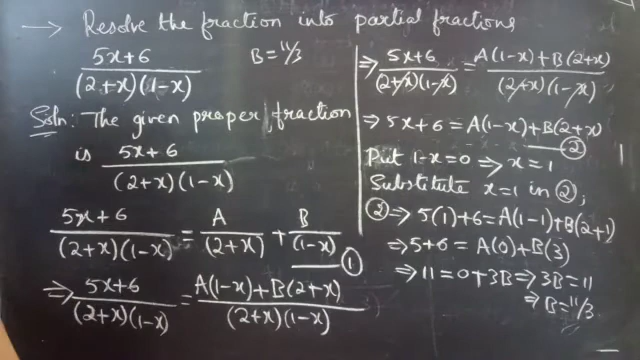 → Resolve the fraction into partial fractions
5x+6 / (2+x)(1-x)    B = 11/3
Soln: The given proper fraction
is 5x+6 / (2+x)(1-x)
5x+6 / (2+x)(1-x) = A / (2+x) + B / (1-x) —①
⇒ 5x+6 / (2+x)(1-x) = A(1-x)+B(2+x) / (2+x)(1-x)
⇒ 5x+6 / (2+x)(1-x) = A(1-x)+B(2+x) / (2+x)(1-x)
⇒ 5x+6 = A(1-x)+B(2+x) —②
Put 1-x=0 ⇒ x=1
Substitute x=1 in ②,
② ⇒ 5(1)+6 = A(1-1)+B(2+1)
⇒ 5+6 = A(0)+B(3)
⇒ 11 = 0+3B ⇒ 3B = 11
⇒ B = 11/3.